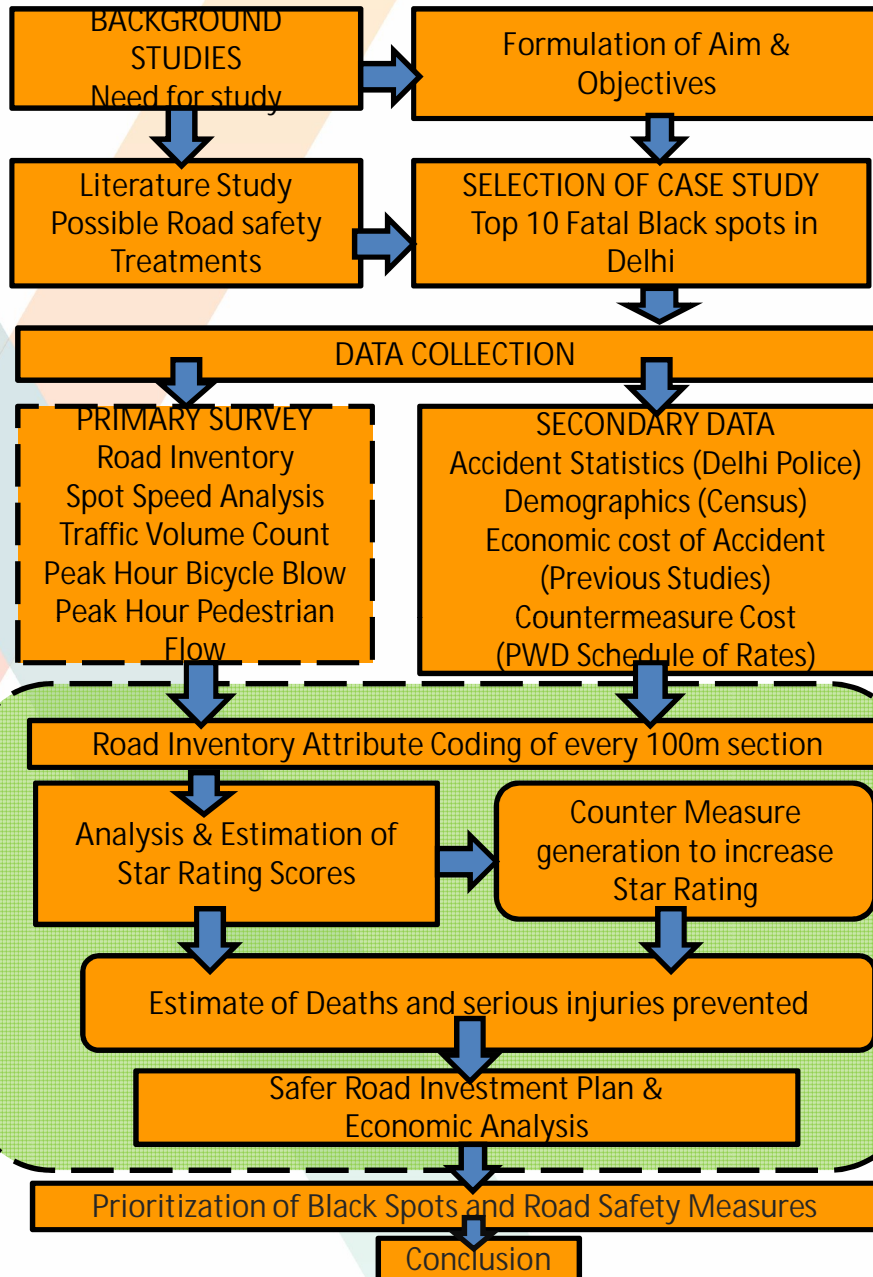 BACKGROUND
STUDIES
Need for study
Formulation of Aim &
Objectives
Literature Study
Possible Road safety
Treatments
SELECTION OF CASE STUDY
Top 10 Fatal Black spots in
Delhi
DATA COLLECTION
PRIMARY SURVEY
Road Inventory
Spot Speed Analysis
Traffic Volume Count
Peak Hour Bicycle Blow
Peak Hour Pedestrian
Flow
SECONDARY DATA
Accident Statistics (Delhi Police)
Demographics (Census)
Economic cost of Accident
(Previous Studies)
Countermeasure Cost
(PWD Schedule of Rates)
Road Inventory Attribute Coding of every 100m section
Analysis & Estimation of
Star Rating Scores
Counter Measure
generation to increase
Star Rating
Estimate of Deaths and serious injuries prevented
Safer Road Investment Plan &
Economic Analysis
Prioritization of Black Spots and Road Safety Measures
Conclusion